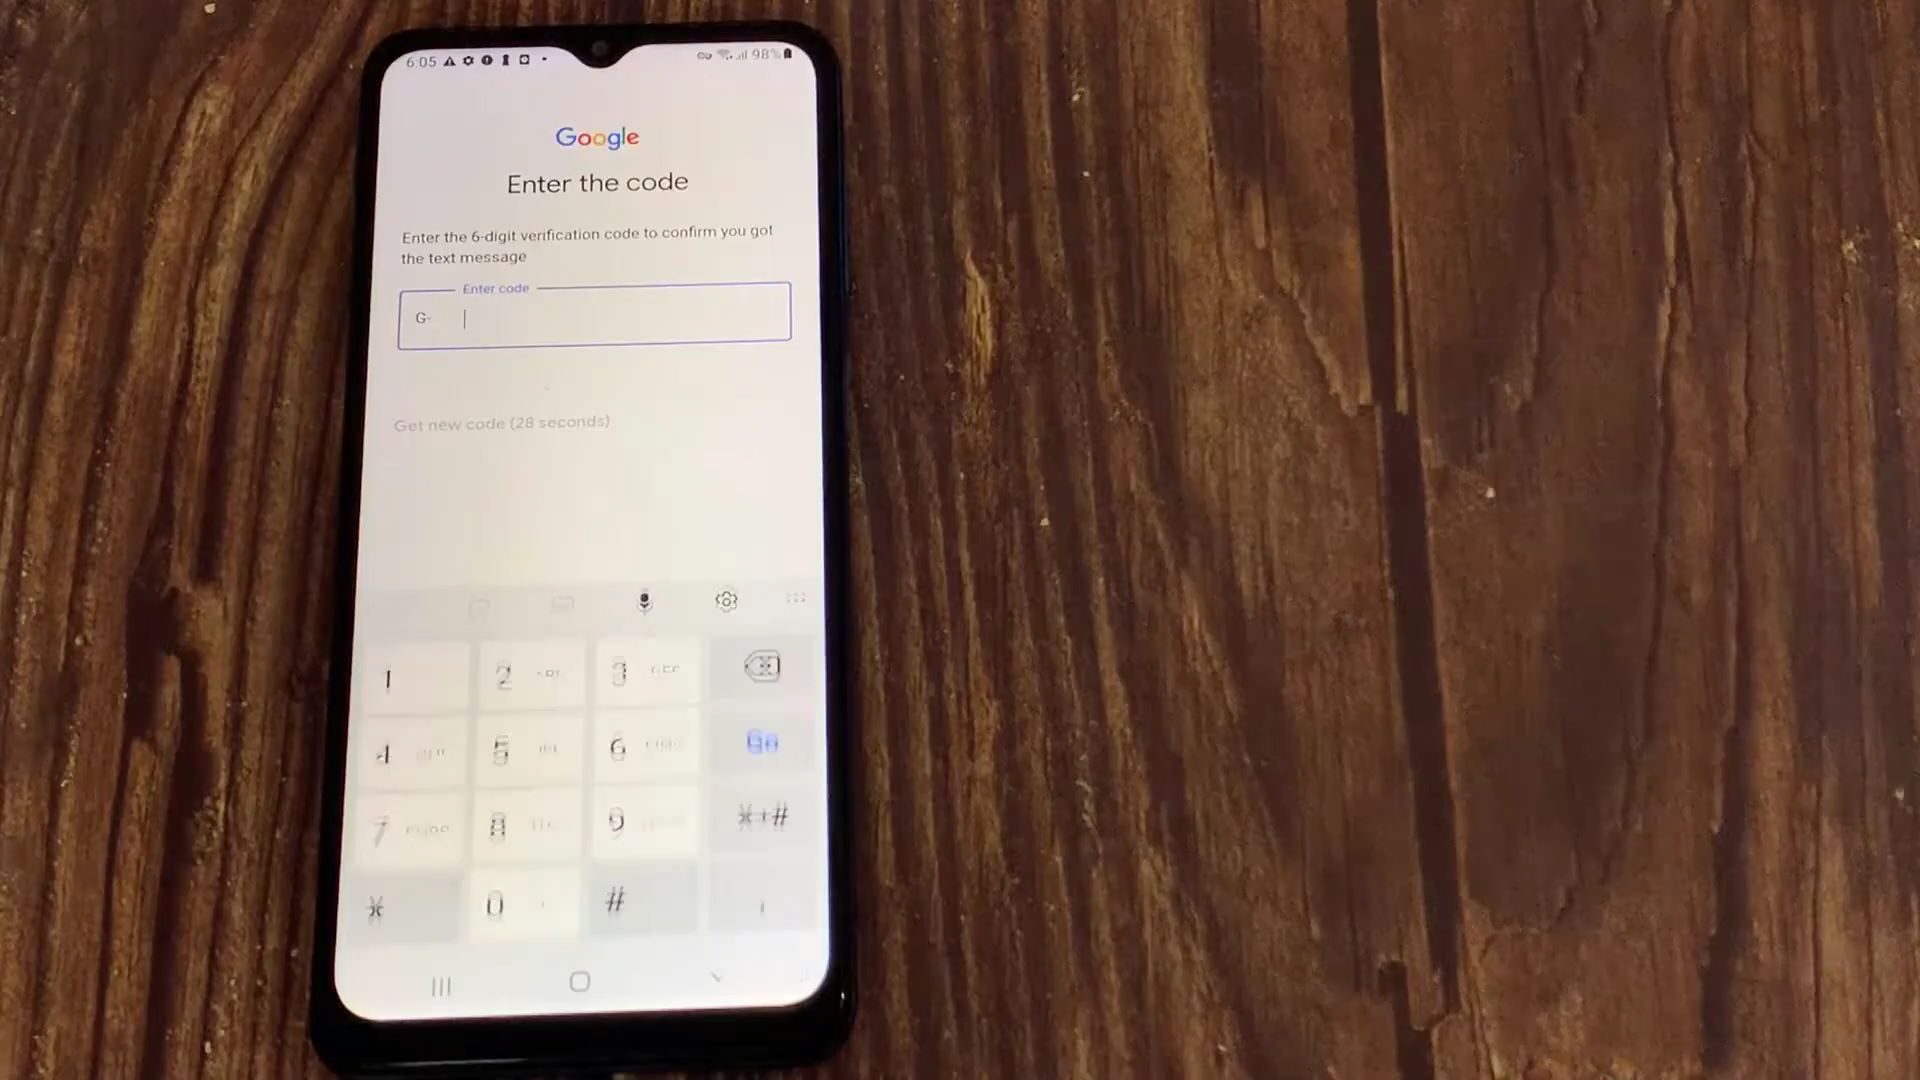 6:05 98%
Google
Enter the code
Enter the 6-digit verification code to confirm you got
the text message
Enter code
G-
Get new code (28 seconds)
1 2 3
4 5 6 Go
7 8 9 *+#
* 0 # ,